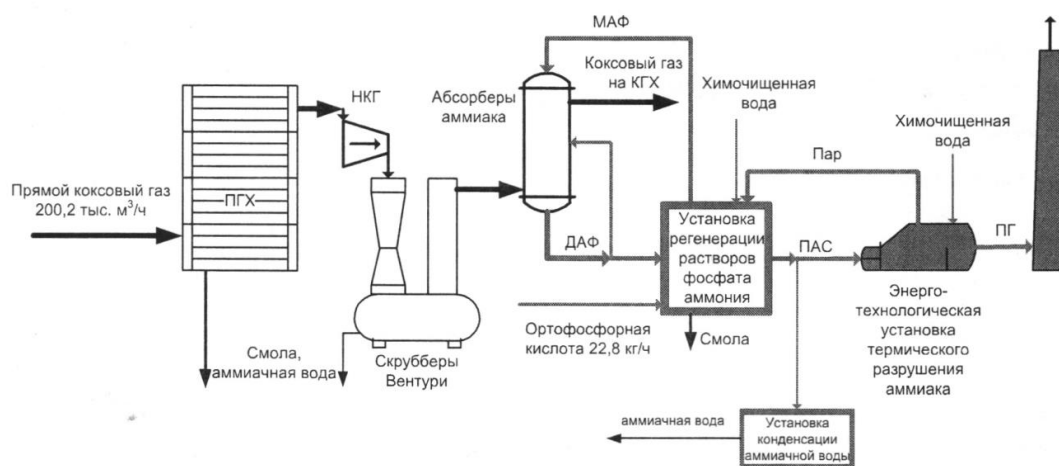 МАФ
Коксовый газ
на КГХ
Химочищенная
вода
НКГ
Абсорберы
аммиака
Химочищенная
вода
Пар
Прямой коксовый газ
200,2 тыс. м³/ч
ПГХ
Установка
регенерации
растворов
фосфата
аммония
ДАФ
ПАС
ПГ
Ортофосфорная
кислота 22,8 кг/ч
Смола
Энерго-
технологическая
установка
термического
разрушения
аммиака
Смола,
аммиачная вода
Скрубберы
Вентури
аммиачная вода
Установка
конденсации
аммиачной воды